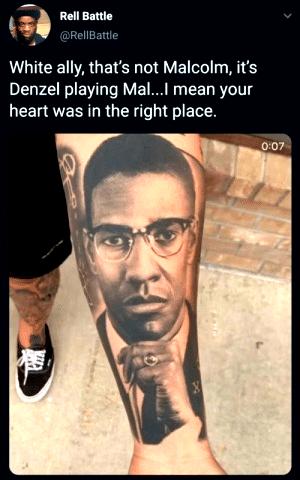 Rell Battle
@RellBattle
White ally, that's not Malcolm, it's
Denzel playing Mal...I mean your
heart was in the right place.
0:07
X